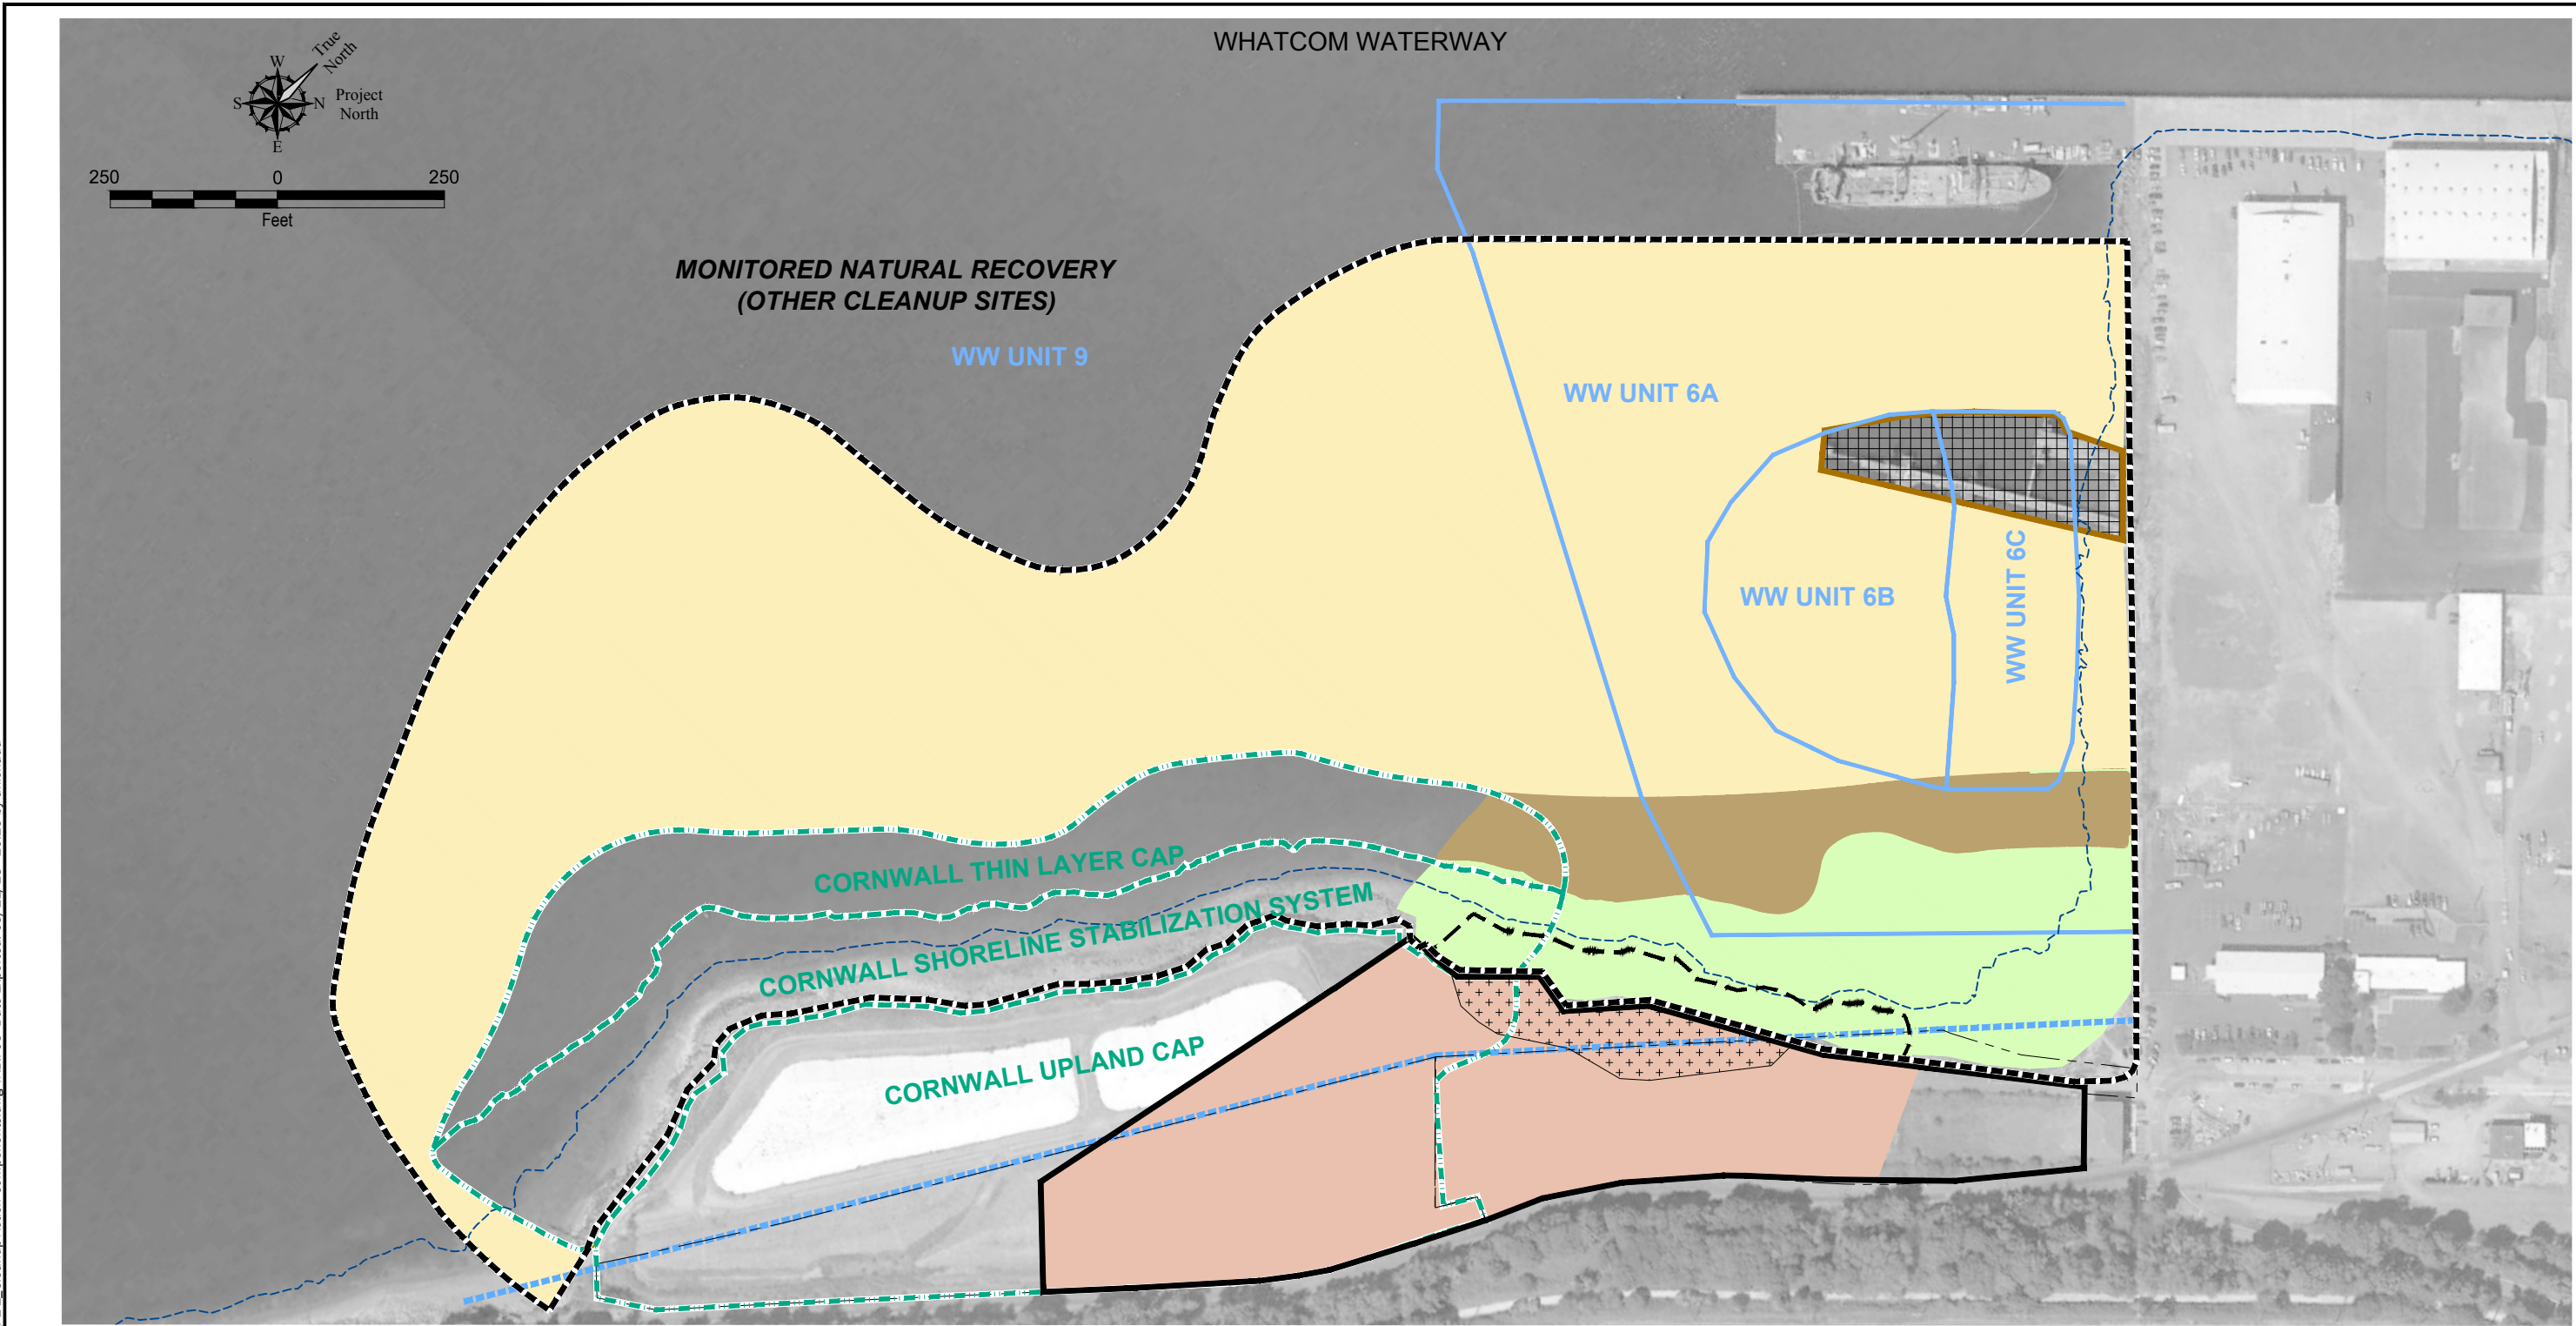 WHATCOM WATERWAY
True
North
W
S
N
E
Project
North
250 0 250
Feet
MONITORED NATURAL RECOVERY
(OTHER CLEANUP SITES)
WW UNIT 9
WW UNIT 6A
WW UNIT 6B
WW UNIT 6C
CORNWALL THIN LAYER CAP
CORNWALL SHORELINE STABILIZATION SYSTEM
CORNWALL UPLAND CAP